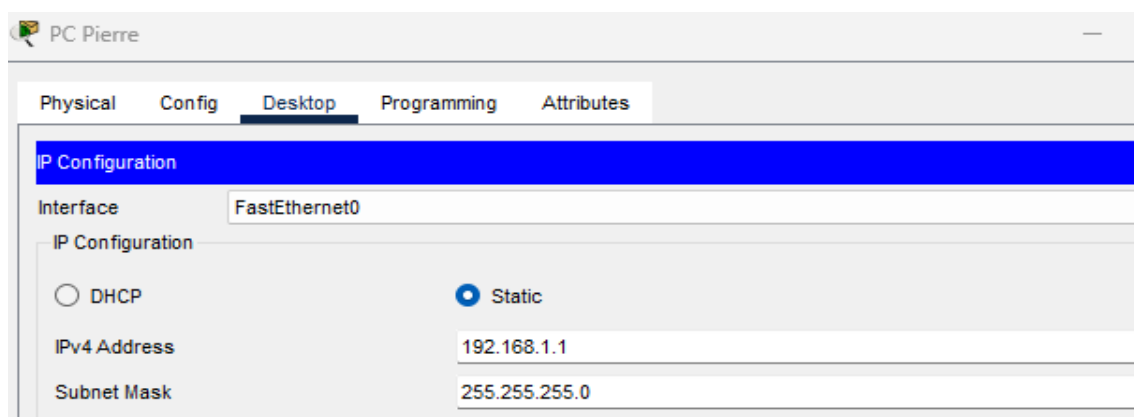 PC Pierre
Physical Config Desktop Programming Attributes
IP Configuration
Interface FastEthernet0
IP Configuration
DHCP Static
IPv4 Address 192.168.1.1
Subnet Mask 255.255.255.0